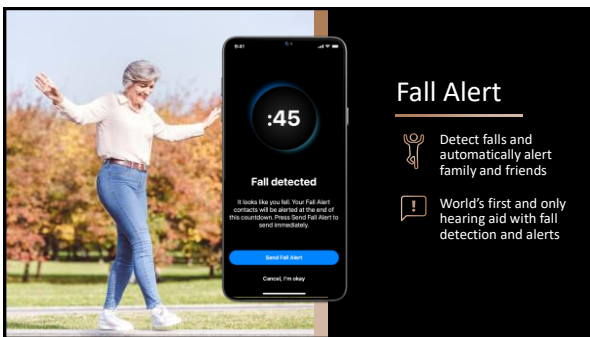 9:41
:45
Fall detected
It looks like you fell. Your Fall Alert
contacts will be alerted at the end of
this countdown. Press Send Fall Alert to
send immediately.
Send Fall Alert
Cancel, I'm okay
Fall Alert
Detect falls and
automatically alert
family and friends
!
World's first and only
hearing aid with fall
detection and alerts